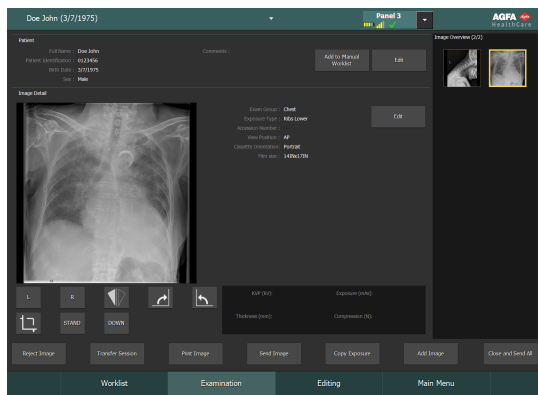 Doe John (3/7/1975)
Panel 3
AGFA
HealthCare
Patient
Full Name : Doe John
Patient Identification : 0123456
Birth Date : 3/7/1975
Sex : Male
Comments :
Add to Manual Worklist
Edit
Image Overview (2/2)
Image Detail
Exam Group : Chest
Exposure Type : Ribs Lower
Accession Number :
View Position : AP
Cassette Orientation : Portrait
Film size : 14INx17IN
Edit
L
R
STAND
DOWN
KVP (kV):
Exposure (mAs):
Thickness (mm):
Compression (N):
Reject Image
Transfer Session
Print Image
Send Image
Copy Exposure
Add Image
Close and Send All
Worklist
Examination
Editing
Main Menu